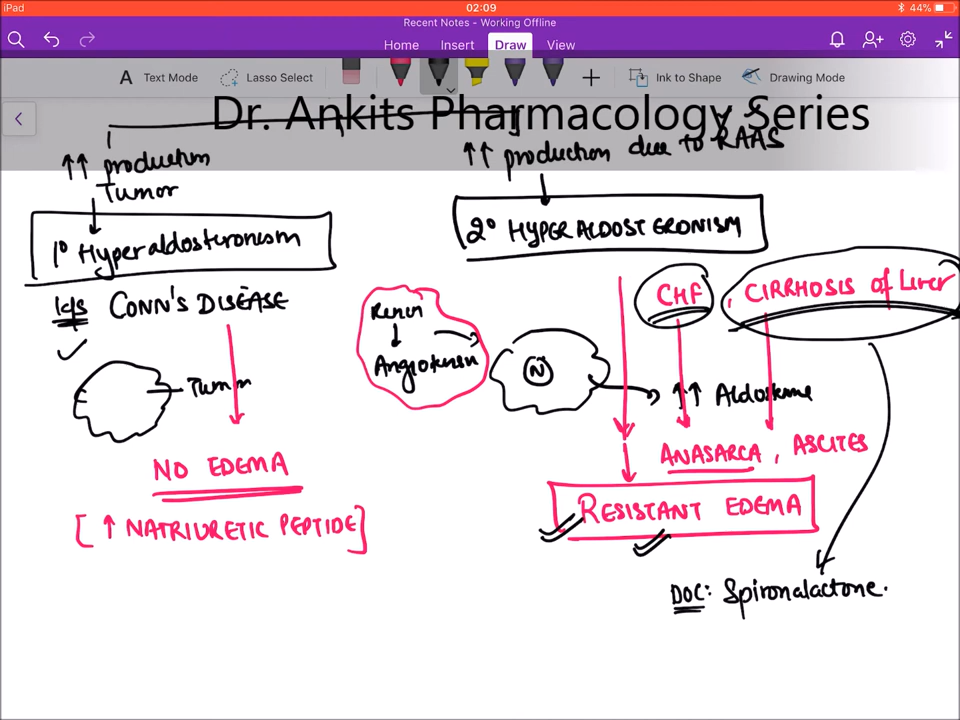 iPad 02:09 44%
Recent Notes - Working Offline
Home Insert Draw View
A Text Mode Lasso Select Ink to Shape Drawing Mode
Dr. Ankits Pharmacology Series
↑↑ production
Tumor
↑↑ production due to RAAS
1° Hyperaldosteronesm
2° HYPERALDOSTERONISM
k/s CONN'S DISEASE
CHF, CIRRHOSIS of Liver
Renin
Angiotensin
N
Tumor
↑↑ Aldosterone
NO EDEMA
ANASARCA, ASCITES
[↑ NATRIURETIC PEPTIDE]
RESISTANT EDEMA
DOC: Spironalactone.